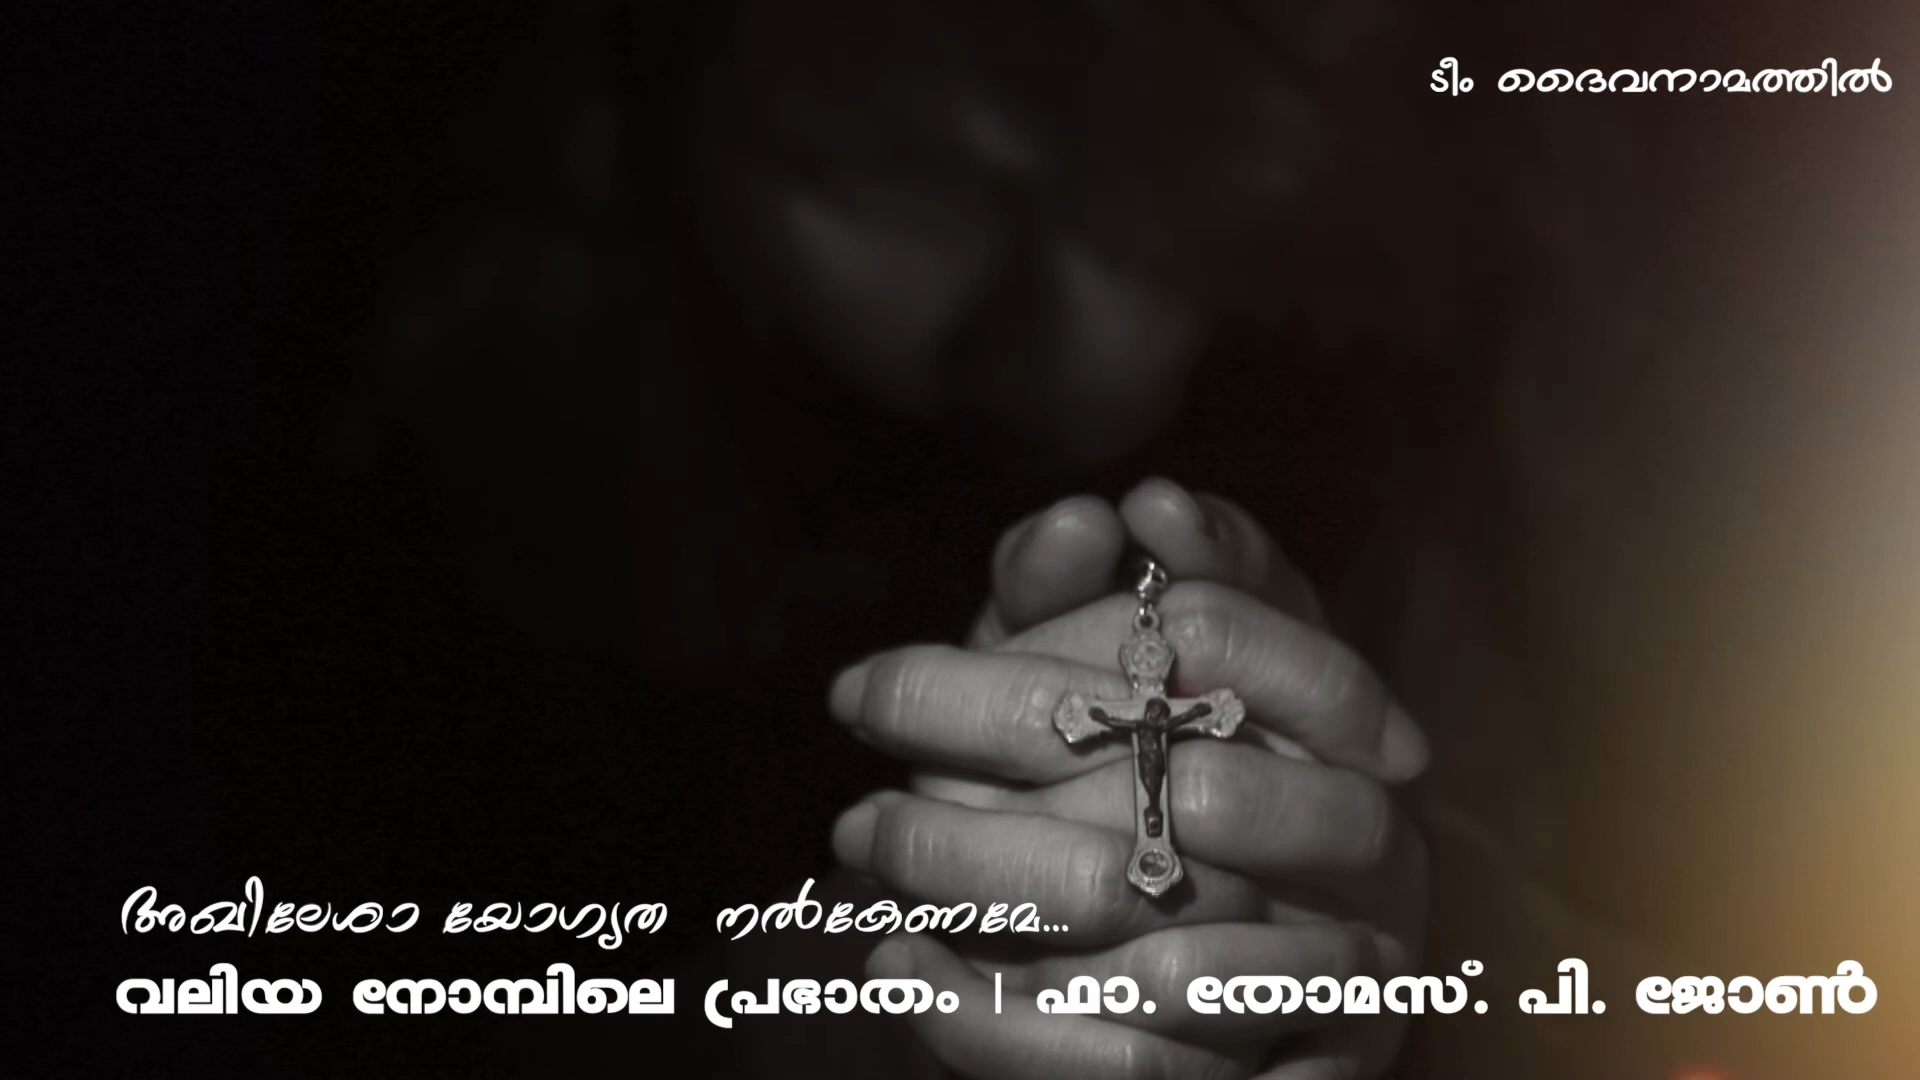 ടീം ദൈവനാമത്തിൽ
അഖിലേശാ യോഗ്യത നൽകേണമേ...
വലിയ നോമ്പിലെ പ്രഭാതം | ഫാ. തോമസ്. പി. ജോൺ